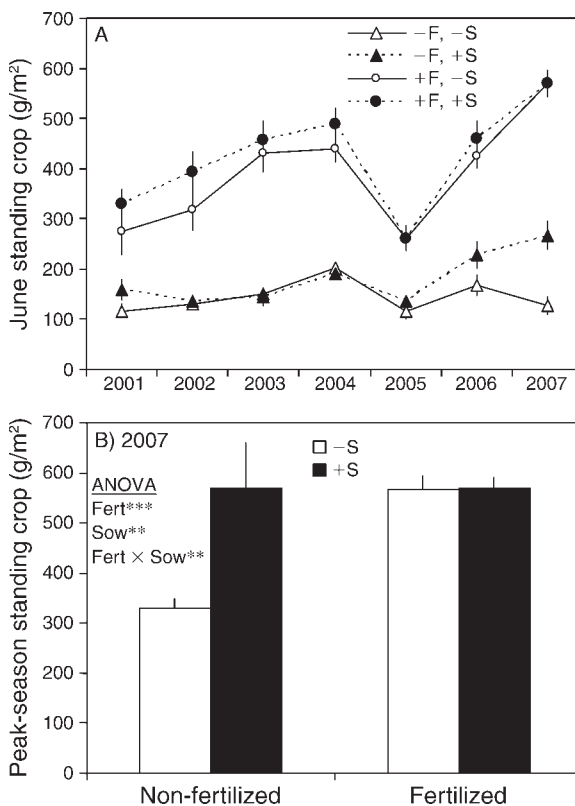 A
−F, −S
−F, +S
+F, −S
+F, +S
June standing crop (g/m²)
700
600
500
400
300
200
100
0
2001 2002 2003 2004 2005 2006 2007
B) 2007
−S
+S
ANOVA
Fert***
Sow**
Fert × Sow**
Peak-season standing crop (g/m²)
700
600
500
400
300
200
100
0
Non-fertilized Fertilized